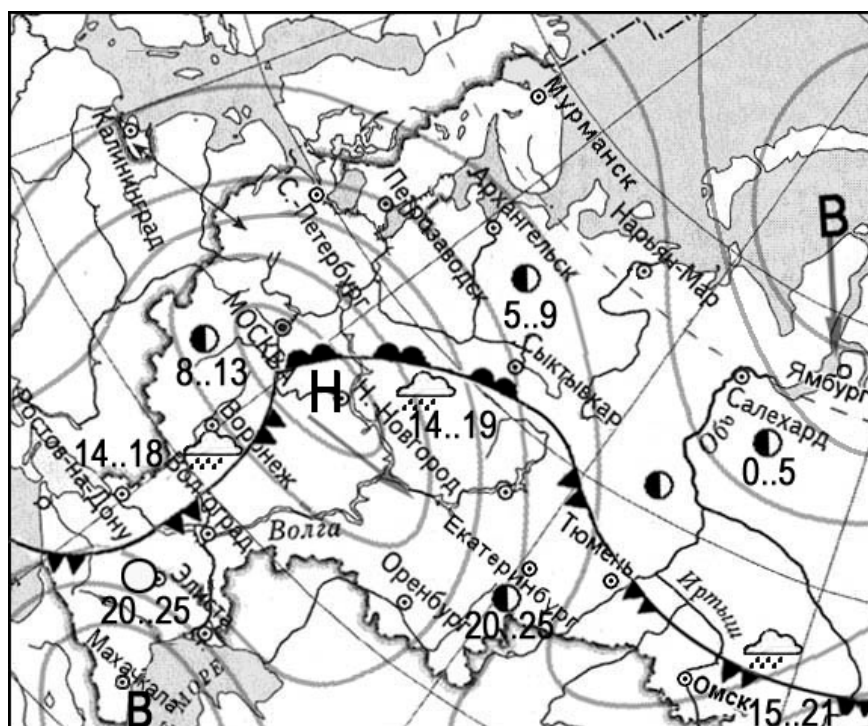 Мурманск
Калининград
С.-Петербург
Петрозаводск
Архангельск
Нарьян-Мар
В
5..9
МОСКВА
8..13
Сыктывкар
Ямбург
Салехард
Обь
0..5
Н
14..19
Н. Новгород
14..18
Воронеж
Ростов-на-Дону
Волгоград
Волга
Екатеринбург
Тюмень
Иртыш
20..25
Элиста
Оренбург
20..25
Махачкала
МОРЕ
В
Омск
15..21